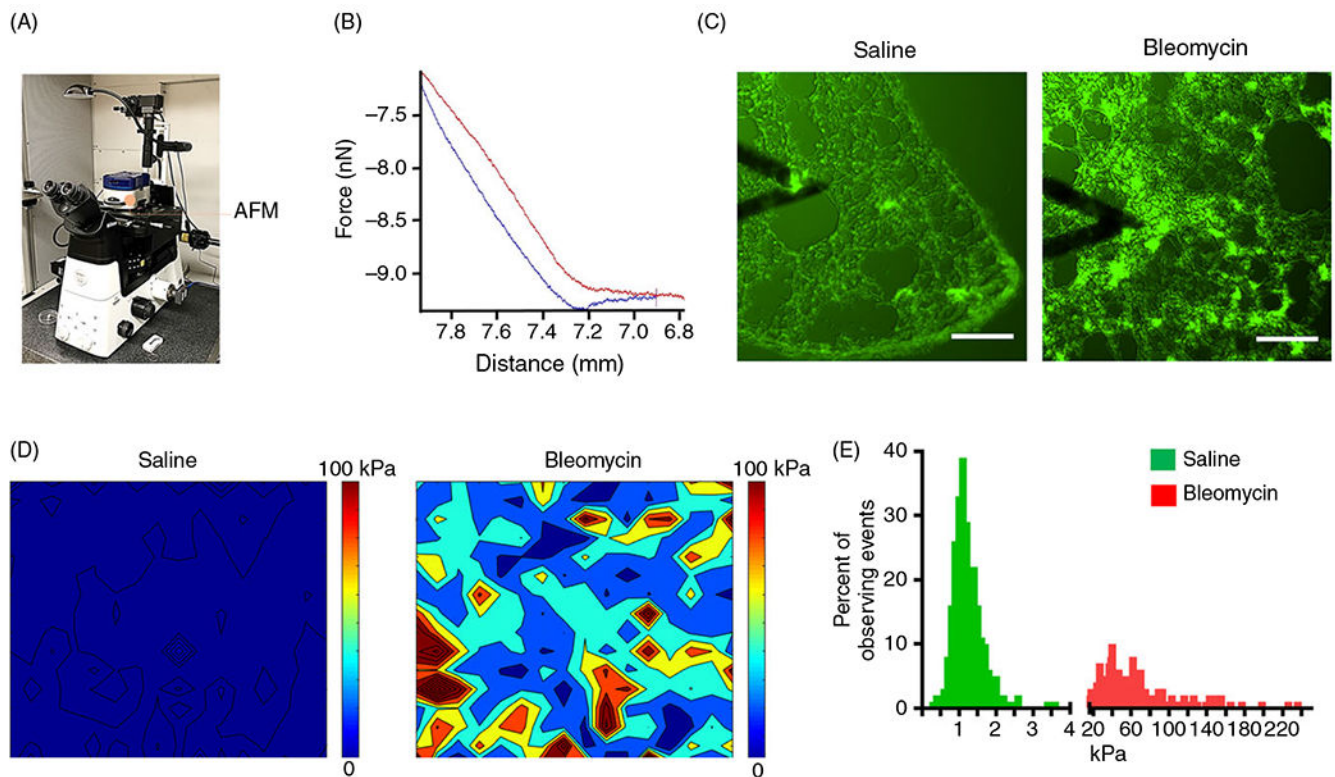 (A)
AFM
(B)
Force (nN)
–7.5
–8.0
–8.5
–9.0
7.8 7.6 7.4 7.2 7.0 6.8
Distance (mm)
(C)
Saline
Bleomycin
(D)
Saline
100 kPa
0
Bleomycin
100 kPa
0
(E)
Percent of
observing events
40
30
20
10
0
Saline
Bleomycin
1 2 3 4 20 60 100 140 180 220
kPa